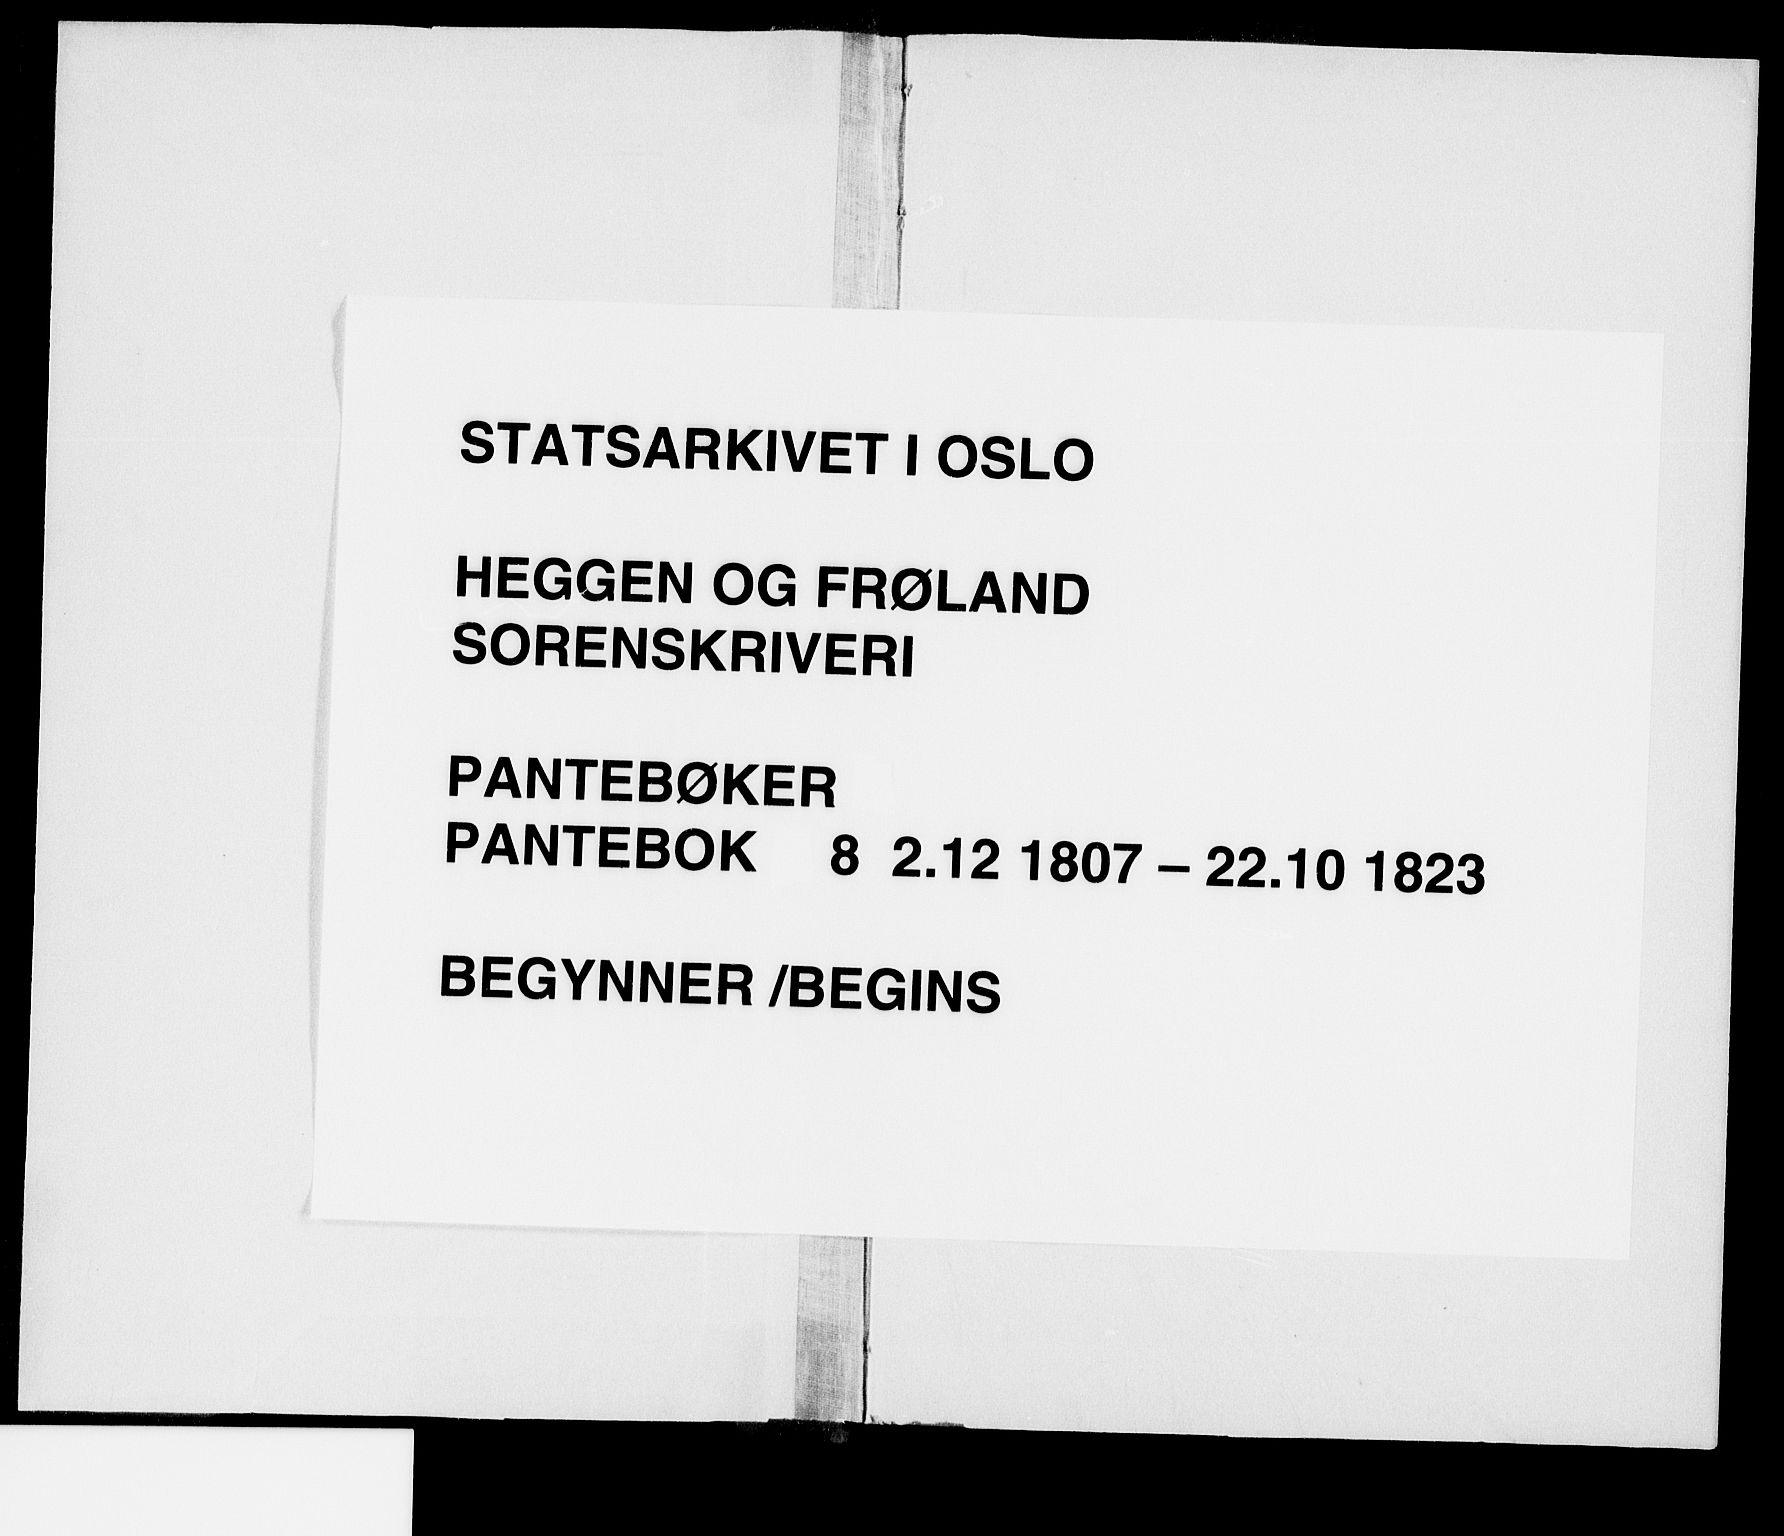 STATSARKIVET I OSLO
HEGGEN OG FRØLAND
SORENSKRIVERI
PANTEBØKER
PANTEBOK 8 2.12 1807 – 22.10 1823
BEGYNNER /BEGINS